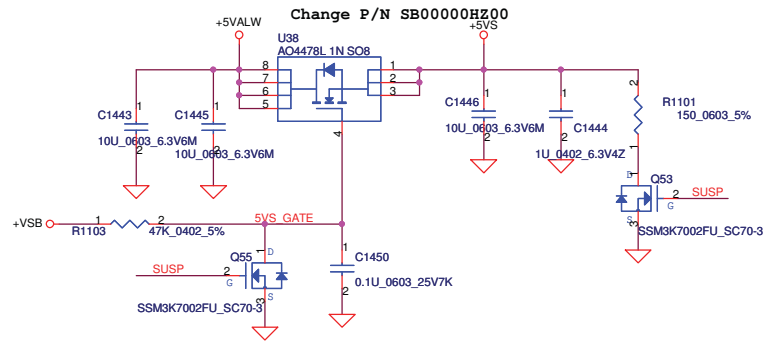 Change P/N SB00000HZ00
+5VALW
+5VS
U38
AO4478L 1N SO8
8
7
6
5
1
2
3
4
C1443
1
2
10U_0603_6.3V6M
C1445
1
2
10U_0603_6.3V6M
C1446
1
2
10U_0603_6.3V6M
C1444
1
2
1U_0402_6.3V4Z
2
R1101
150_0603_5%
1
D
1
Q53
2
G
SUSP
S
3
SSM3K7002FU_SC70-3
+VSB
R1103
1
2
47K_0402_5%
5VS_GATE
Q55
1
D
SUSP
2
G
3
S
SSM3K7002FU_SC70-3
1
C1450
0.1U_0603_25V7K
2